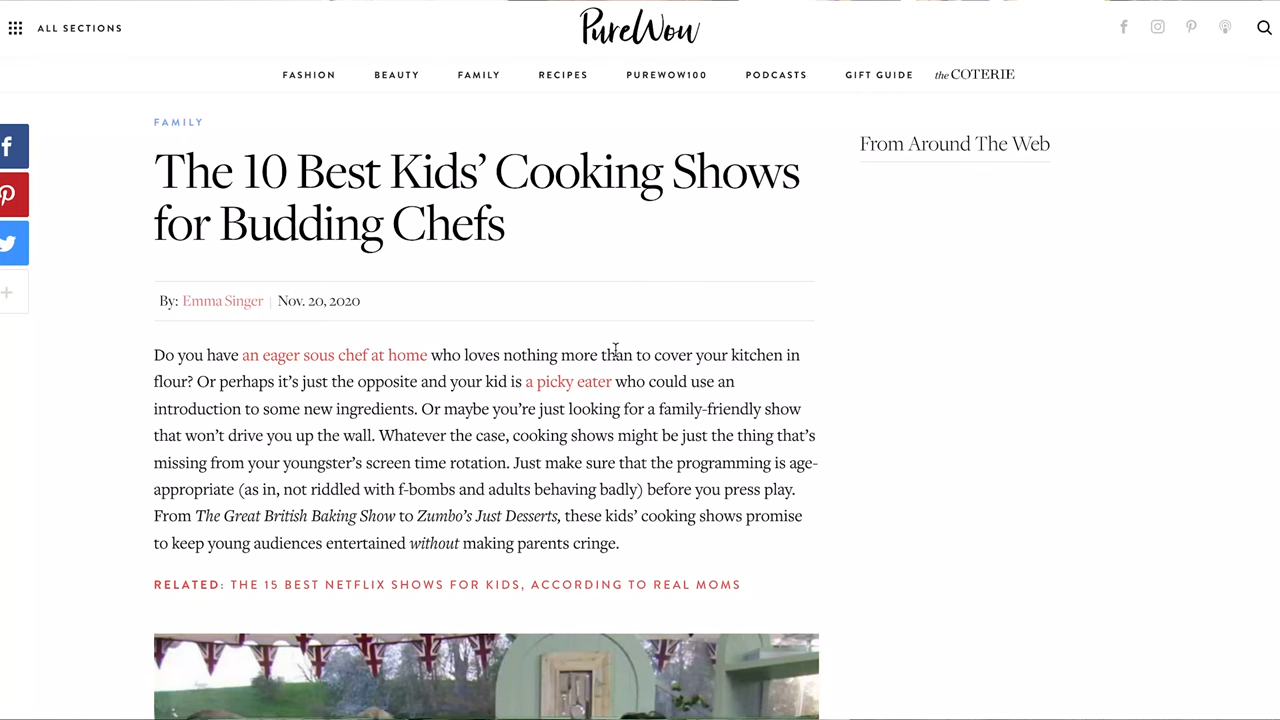 ALL SECTIONS
PureWow
FASHION BEAUTY FAMILY RECIPES PUREWOW100 PODCASTS GIFT GUIDE the COTERIE
FAMILY
The 10 Best Kids’ Cooking Shows
for Budding Chefs
From Around The Web
By: Emma Singer | Nov. 20, 2020
Do you have an eager sous chef at home who loves nothing more than to cover your kitchen in
flour? Or perhaps it’s just the opposite and your kid is a picky eater who could use an
introduction to some new ingredients. Or maybe you’re just looking for a family-friendly show
that won’t drive you up the wall. Whatever the case, cooking shows might be just the thing that’s
missing from your youngster’s screen time rotation. Just make sure that the programming is age-
appropriate (as in, not riddled with f-bombs and adults behaving badly) before you press play.
From The Great British Baking Show to Zumbo’s Just Desserts, these kids’ cooking shows promise
to keep young audiences entertained without making parents cringe.
RELATED: THE 15 BEST NETFLIX SHOWS FOR KIDS, ACCORDING TO REAL MOMS